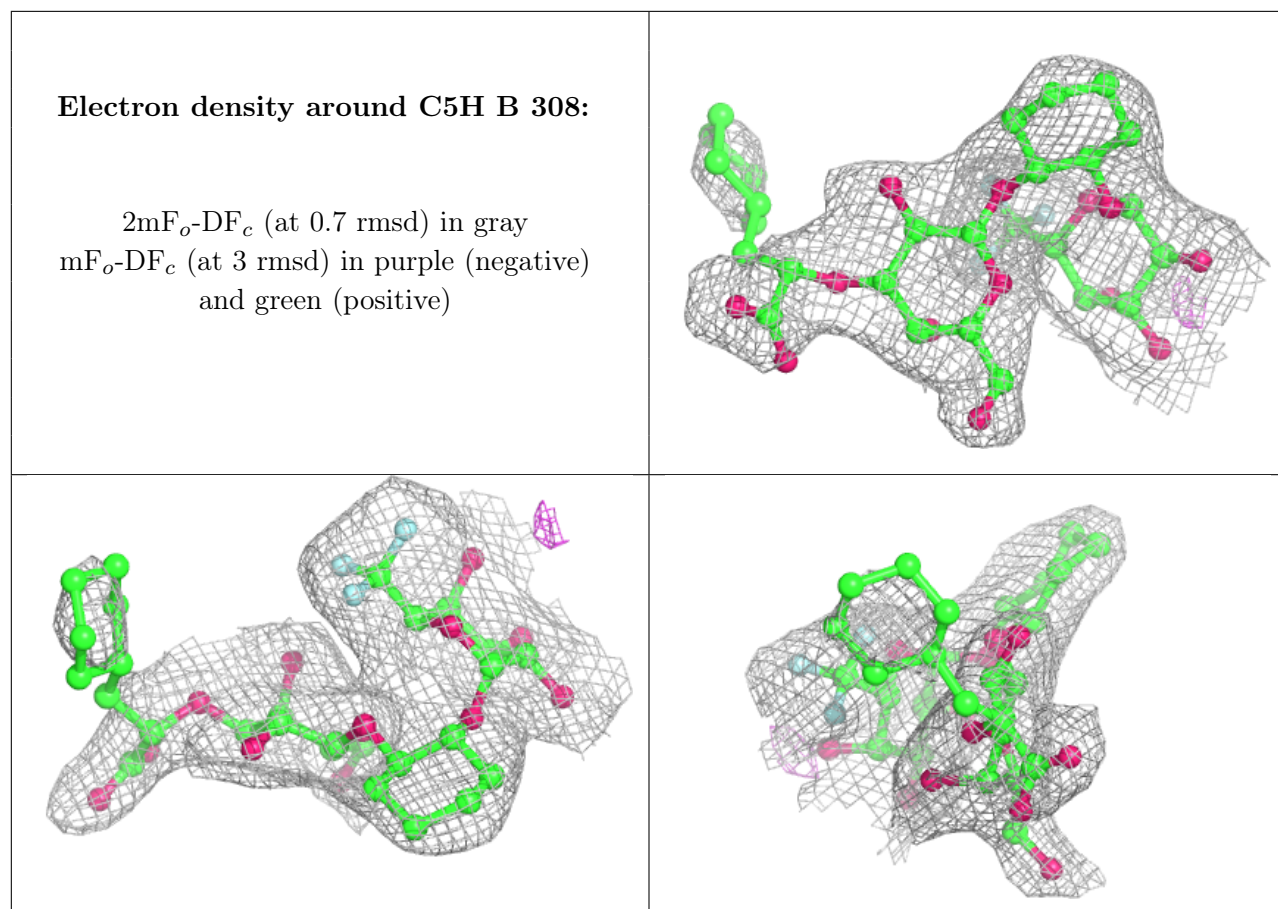 Electron density around C5H B 308:
2mFₒ-DF𝒸 (at 0.7 rmsd) in gray
mFₒ-DF𝒸 (at 3 rmsd) in purple (negative)
and green (positive)